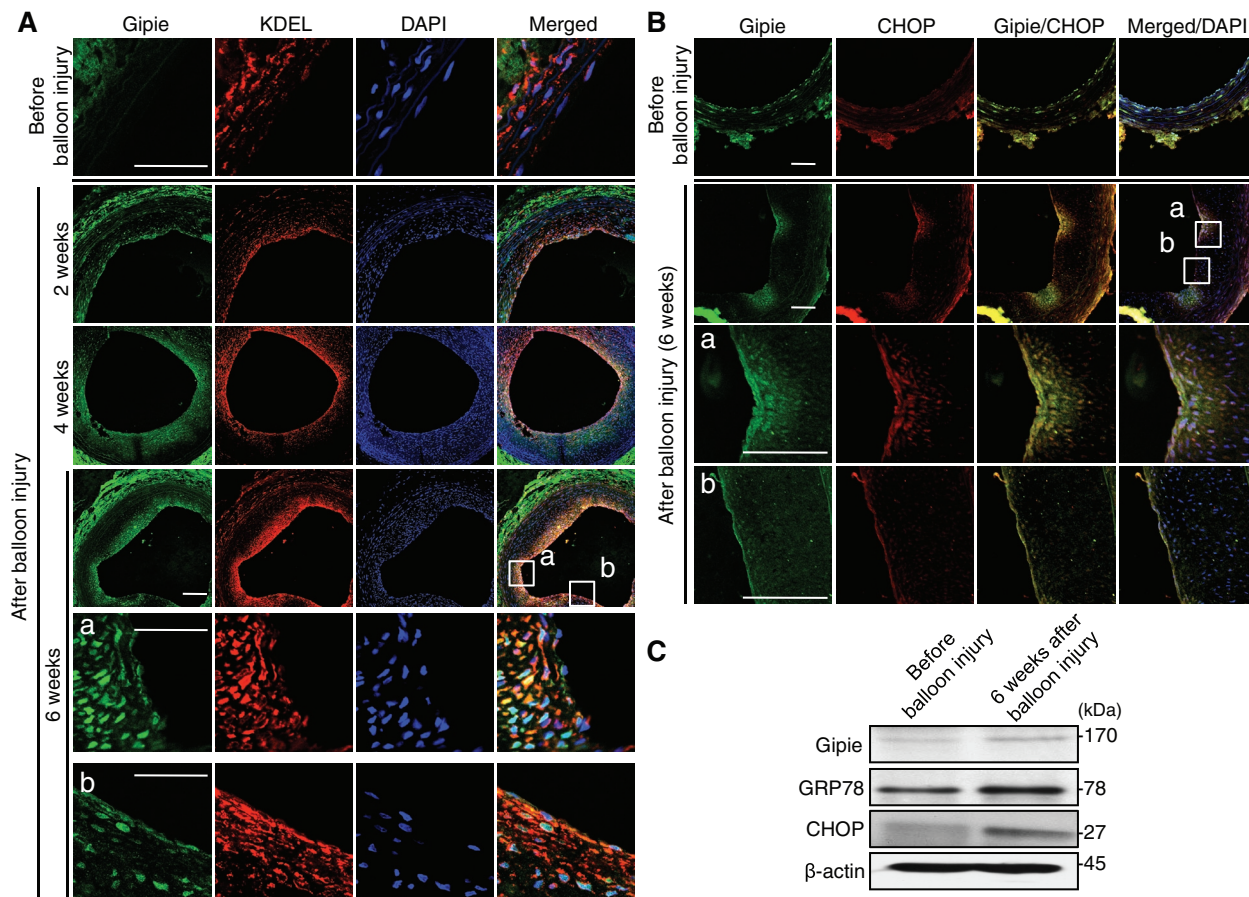 A
Gipie KDEL DAPI Merged
Before
balloon injury
After balloon injury
2 weeks
4 weeks
6 weeks
a
b
a
b
B
Gipie CHOP Gipie/CHOP Merged/DAPI
Before
balloon injury
After balloon injury (6 weeks)
a
b
a
b
C
Before
balloon injury
6 weeks after
balloon injury
(kDa)
Gipie -170
GRP78 -78
CHOP -27
β-actin -45